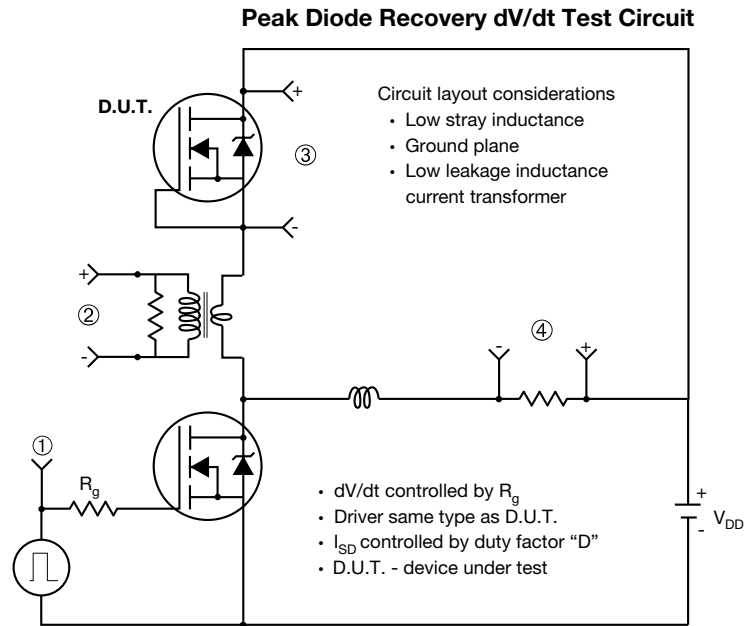 Peak Diode Recovery dV/dt Test Circuit
D.U.T.
+
Circuit layout considerations
• Low stray inductance
• Ground plane
• Low leakage inductance
current transformer
③
-
+
②
-
④
-
+
①
Rg
• dV/dt controlled by Rg
• Driver same type as D.U.T.
• ISD controlled by duty factor “D”
• D.U.T. - device under test
+
-
VDD